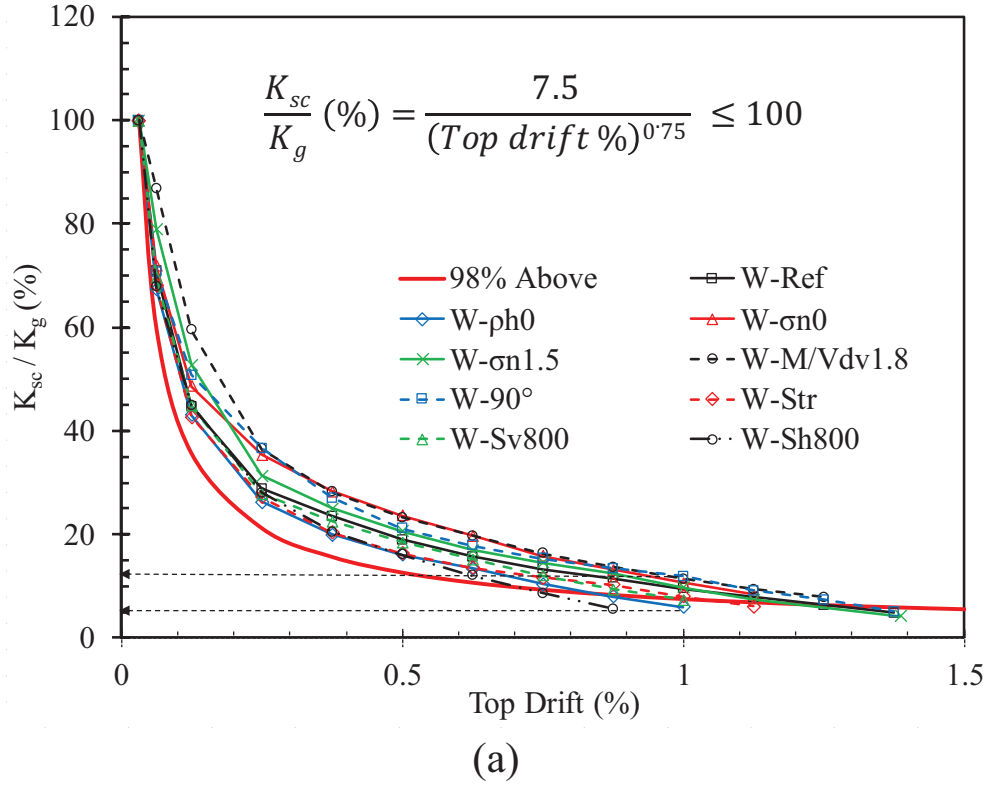 120
100
80
60
40
20
0
K_sc / K_g (%)
K_sc / K_g (%) = 7.5 / (Top drift %)^0.75 ≤ 100
98% Above
W-Ref
W-ρh0
W-σn0
W-σn1.5
W-M/Vdv1.8
W-90°
W-Str
W-Sv800
W-Sh800
0 0.5 1 1.5
Top Drift (%)
(a)